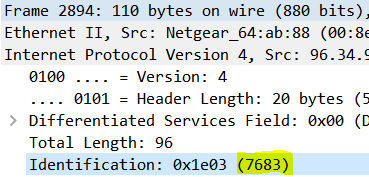 Frame 2894: 110 bytes on wire (880 bits),
Ethernet II, Src: Netgear_64:ab:88 (00:8e
Internet Protocol Version 4, Src: 96.34.9
0100 .... = Version: 4
.... 0101 = Header Length: 20 bytes (5
Differentiated Services Field: 0x00 (D
Total Length: 96
Identification: 0x1e03 (7683)